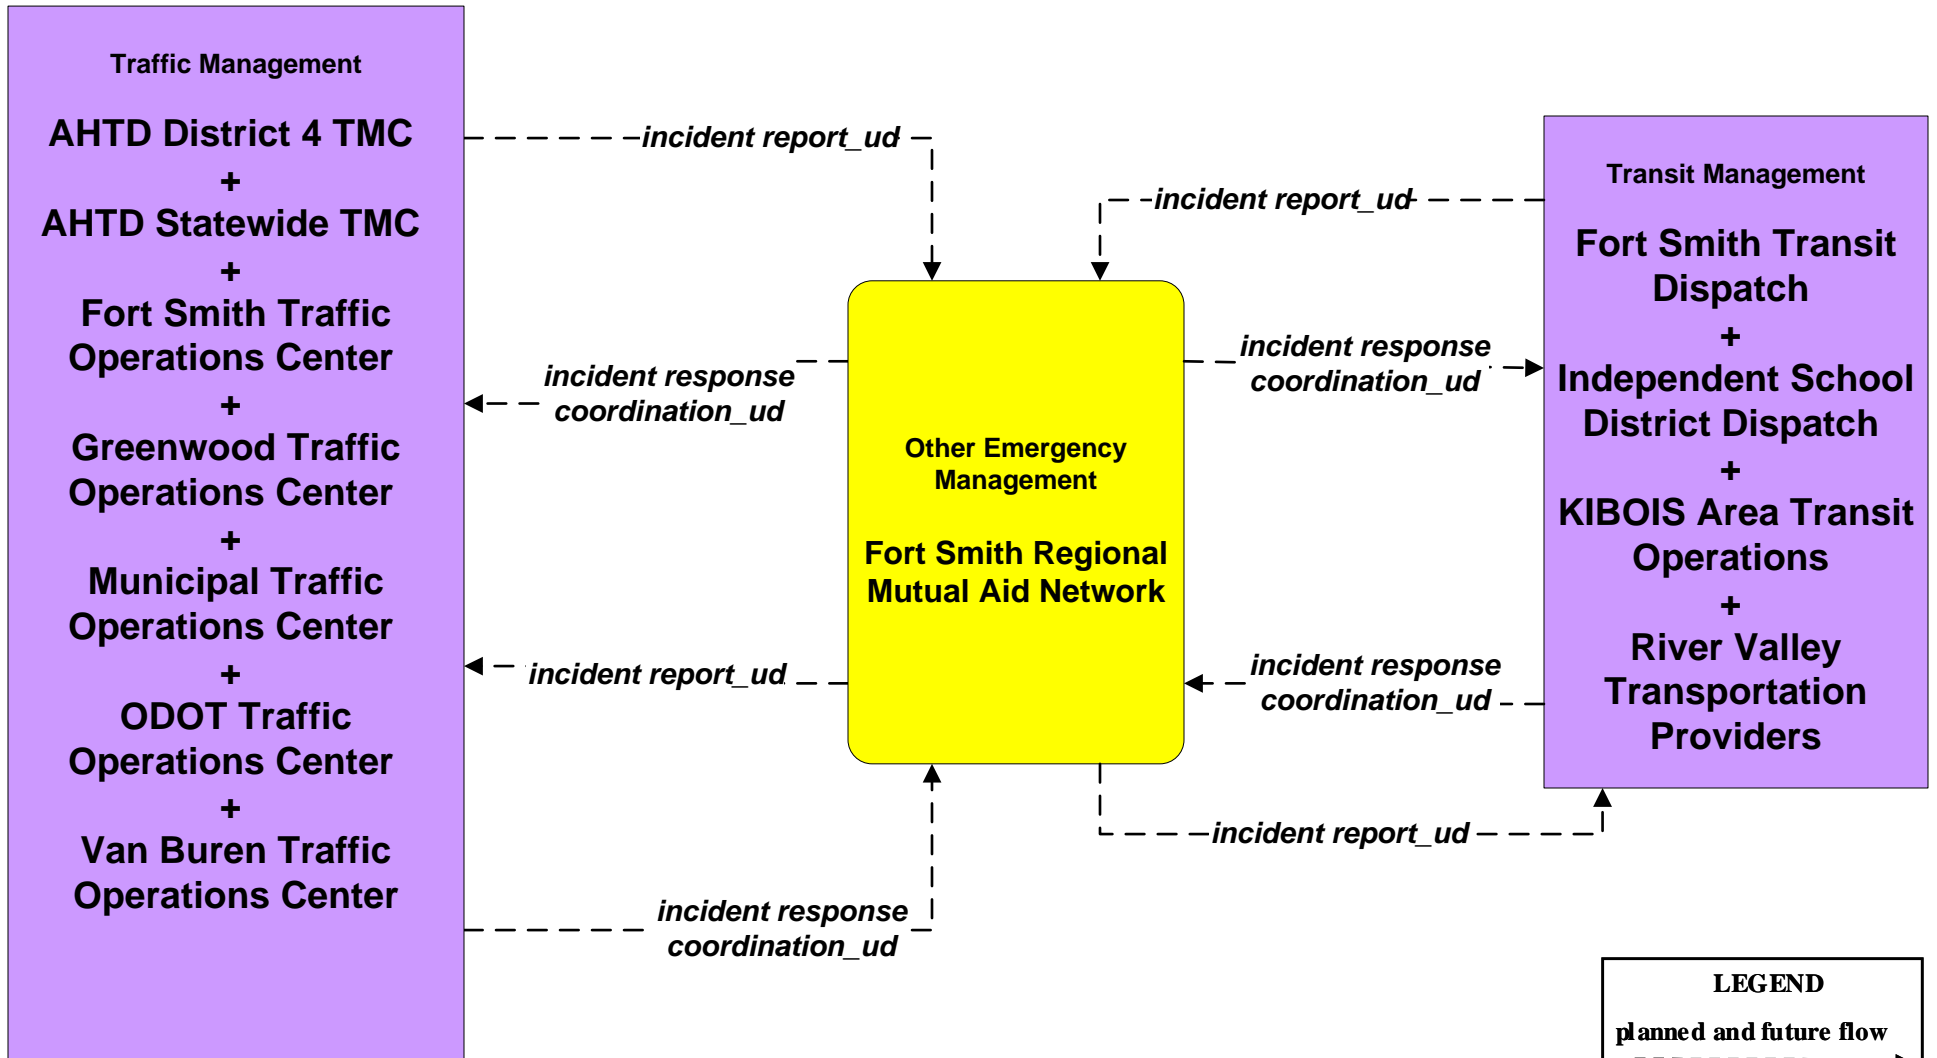 Traffic Management
AHTD District 4 TMC
+
AHTD Statewide TMC
+
Fort Smith Traffic
Operations Center
+
Greenwood Traffic
Operations Center
+
Municipal Traffic
Operations Center
+
ODOT Traffic
Operations Center
+
Van Buren Traffic
Operations Center
incident report_ud
incident response
coordination_ud
incident report_ud
incident response
coordination_ud
Other Emergency
Management
Fort Smith Regional
Mutual Aid Network
incident report_ud
incident response
coordination_ud
incident response
coordination_ud
incident report_ud
Transit Management
Fort Smith Transit
Dispatch
+
Independent School
District Dispatch
+
KIBOIS Area Transit
Operations
+
River Valley
Transportation
Providers
LEGEND
planned and future flow